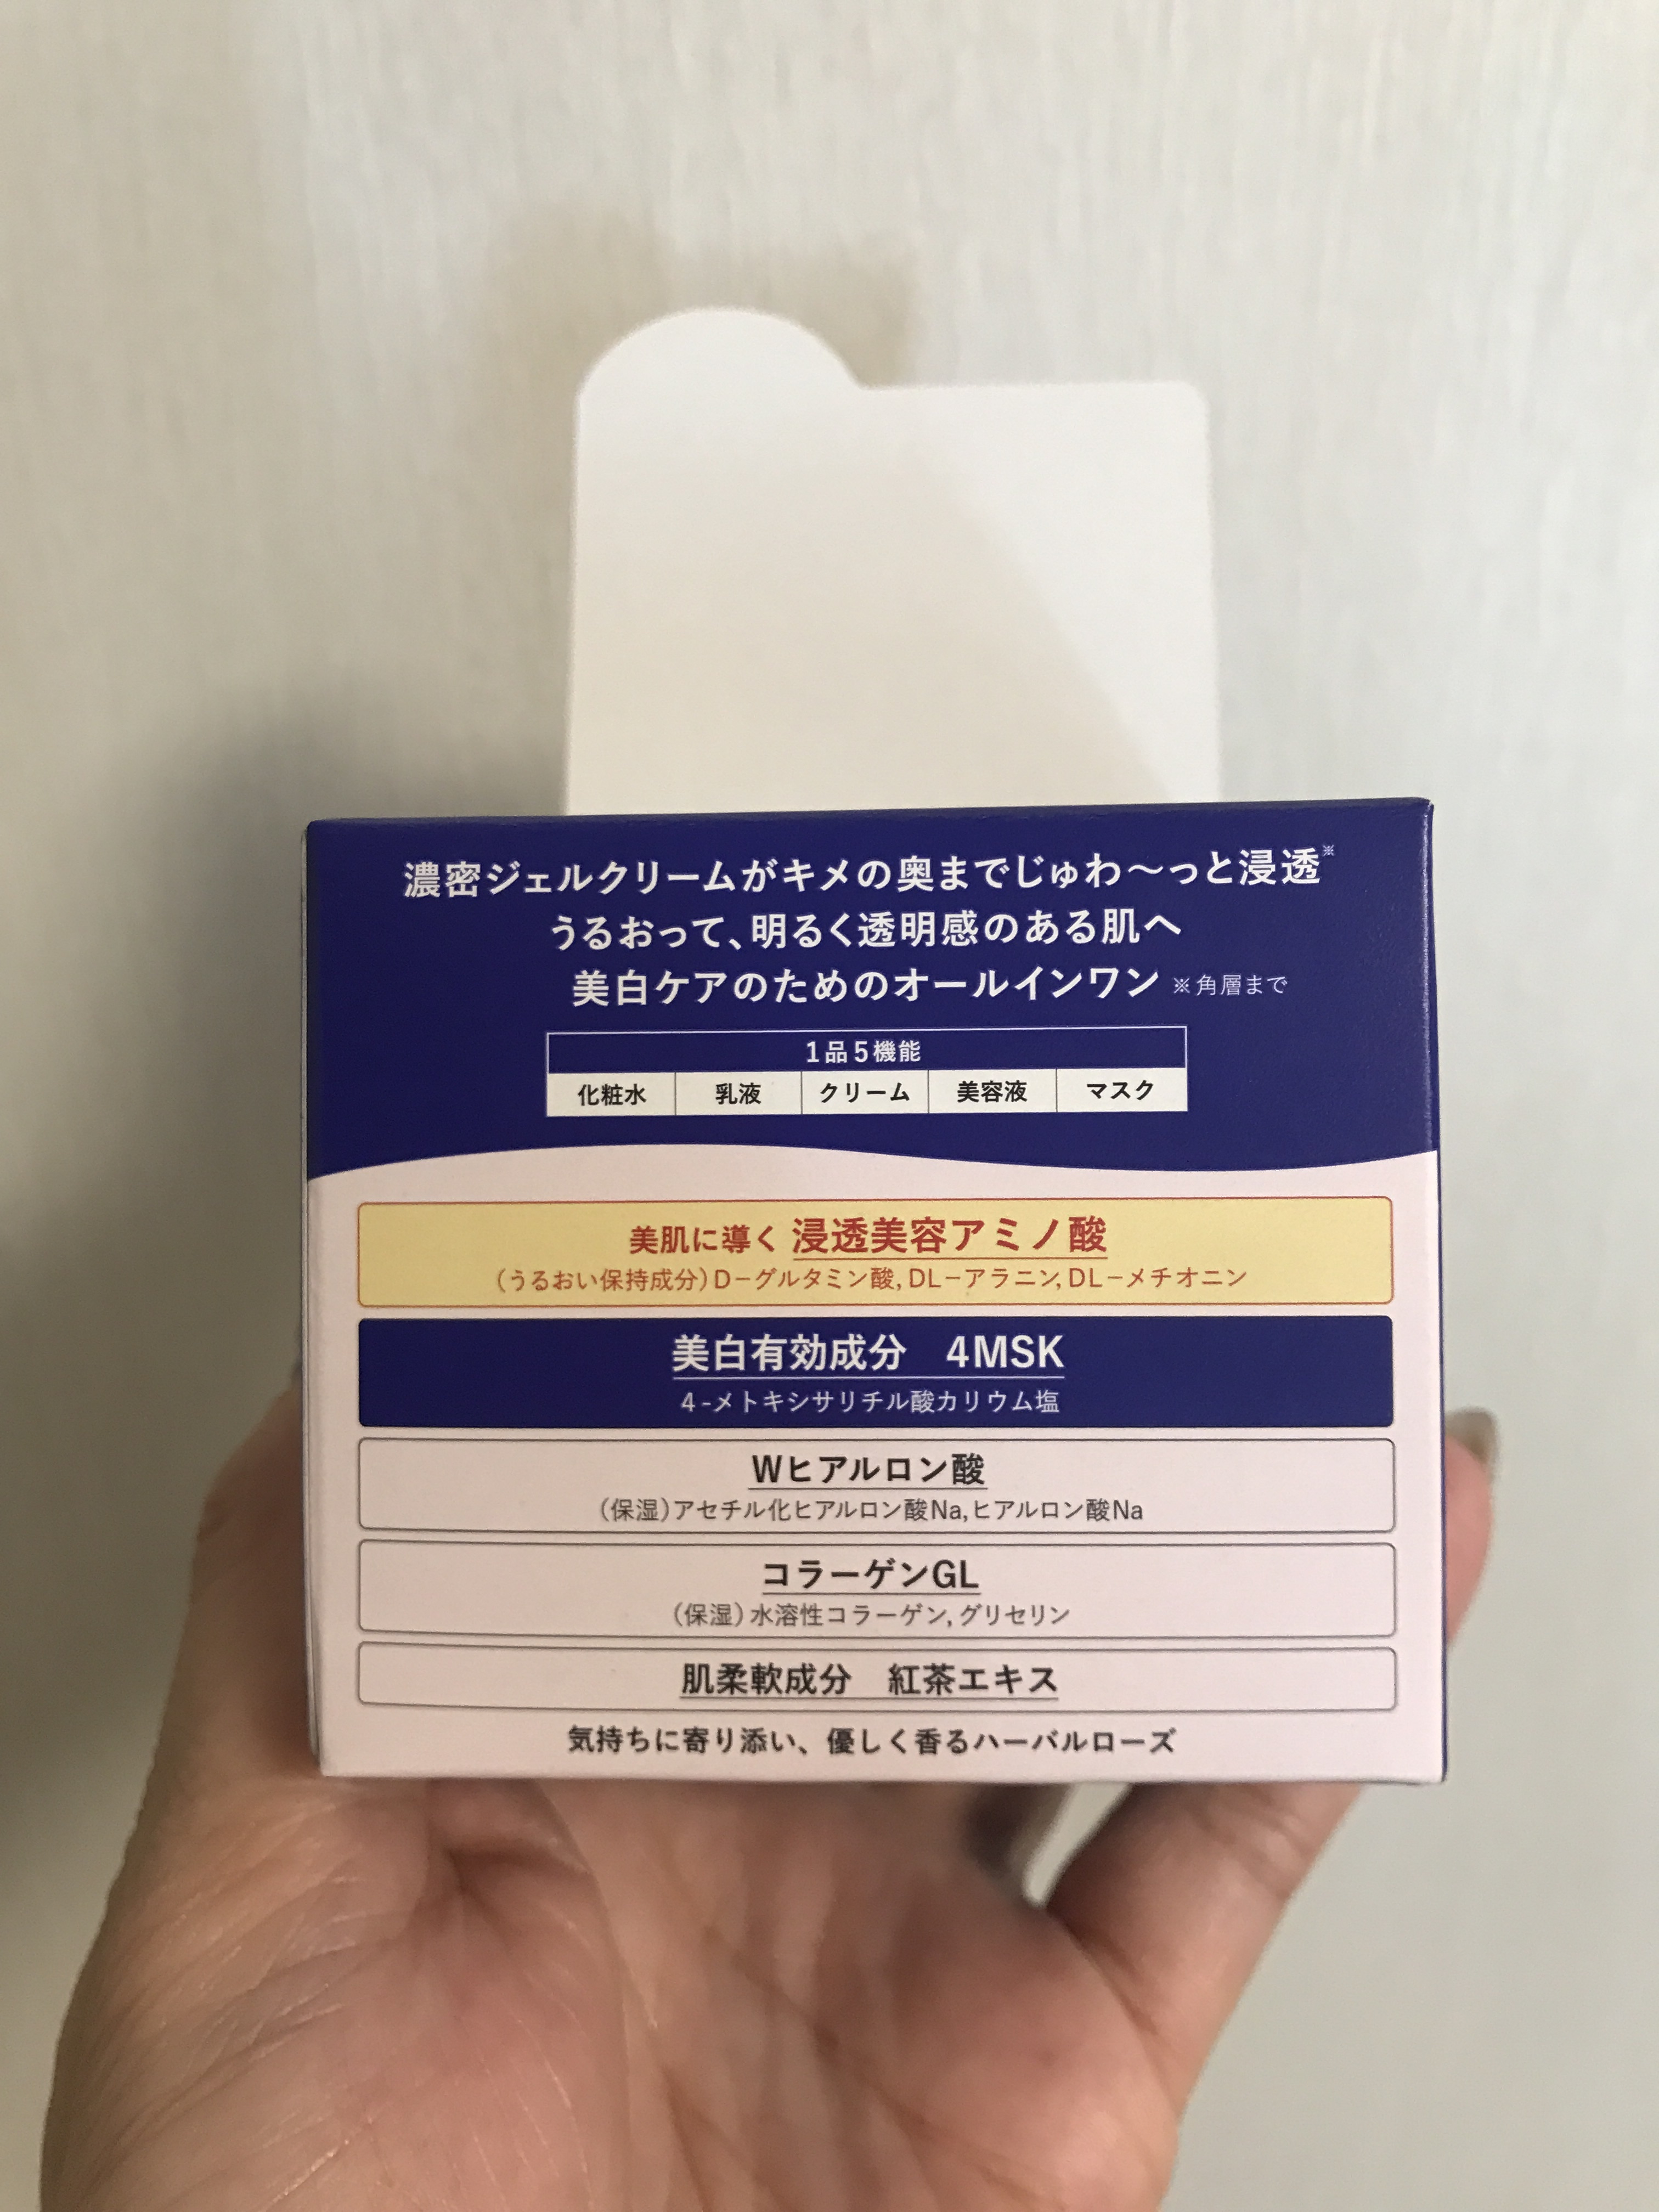 濃密ジェルクリームがキメの奥までじゅわ〜っと浸透※
うるおって、明るく透明感のある肌へ
美白ケアのためのオールインワン ※角層まで
1品5機能
化粧水 乳液 クリーム 美容液 マスク
美肌に導く 浸透美容アミノ酸
(うるおい保持成分)D−グルタミン酸, DL−アラニン, DL−メチオニン
美白有効成分 4MSK
4-メトキシサリチル酸カリウム塩
Wヒアルロン酸
(保湿)アセチル化ヒアルロン酸Na, ヒアルロン酸Na
コラーゲンGL
(保湿)水溶性コラーゲン, グリセリン
肌柔軟成分 紅茶エキス
気持ちに寄り添い、優しく香るハーバルローズ